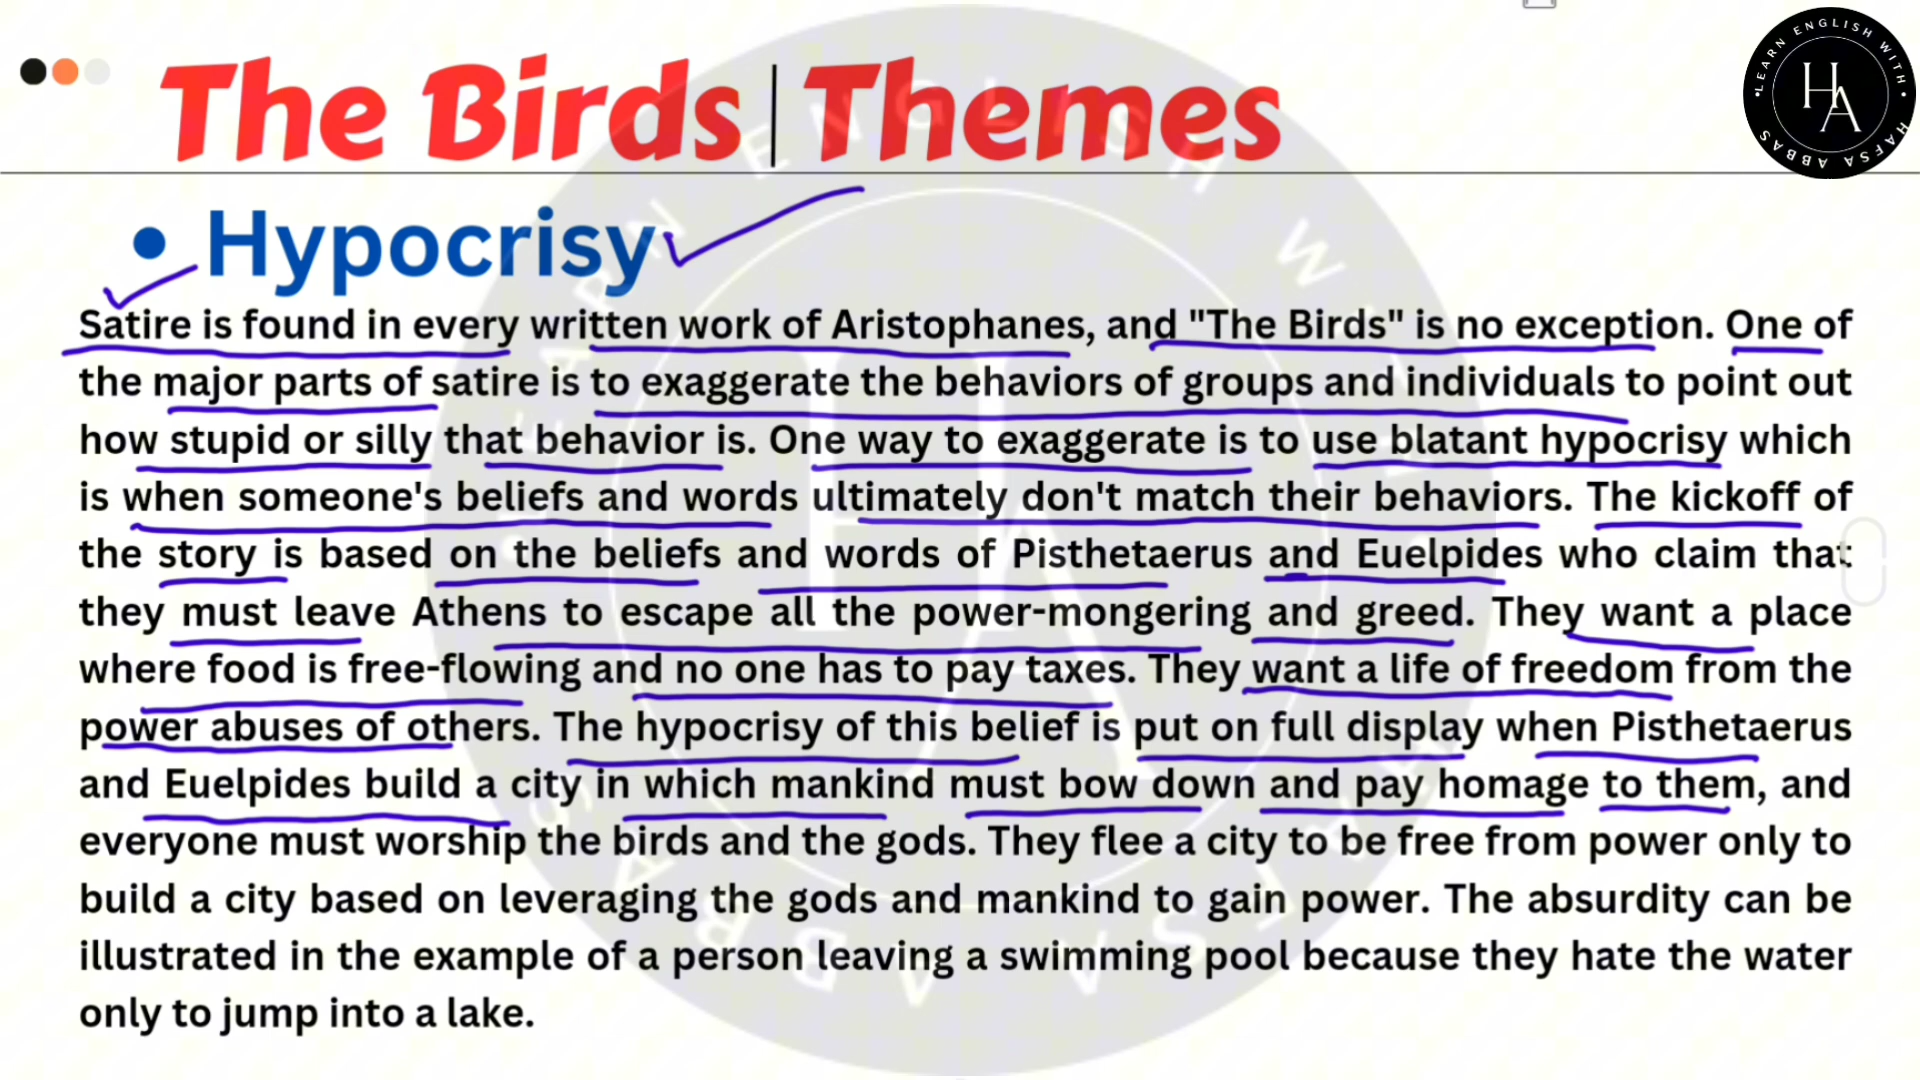 The Birds | Themes
LEARN ENGLISH WITH HAFSA ABBAS
HA
• Hypocrisy
Satire is found in every written work of Aristophanes, and "The Birds" is no exception. One of
the major parts of satire is to exaggerate the behaviors of groups and individuals to point out
how stupid or silly that behavior is. One way to exaggerate is to use blatant hypocrisy which
is when someone's beliefs and words ultimately don't match their behaviors. The kickoff of
the story is based on the beliefs and words of Pisthetaerus and Euelpides who claim that
they must leave Athens to escape all the power-mongering and greed. They want a place
where food is free-flowing and no one has to pay taxes. They want a life of freedom from the
power abuses of others. The hypocrisy of this belief is put on full display when Pisthetaerus
and Euelpides build a city in which mankind must bow down and pay homage to them, and
everyone must worship the birds and the gods. They flee a city to be free from power only to
build a city based on leveraging the gods and mankind to gain power. The absurdity can be
illustrated in the example of a person leaving a swimming pool because they hate the water
only to jump into a lake.